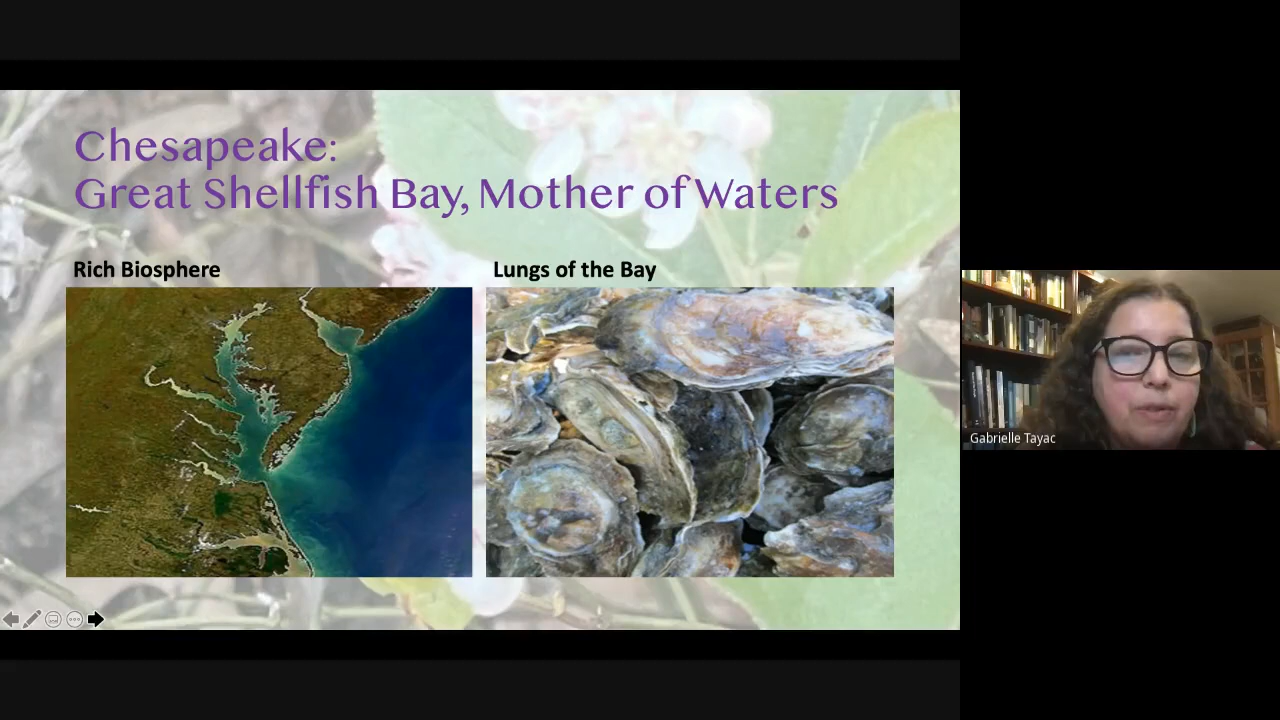 Chesapeake:
Great Shellfish Bay, Mother of Waters
Rich Biosphere
Lungs of the Bay
Gabrielle Tayac